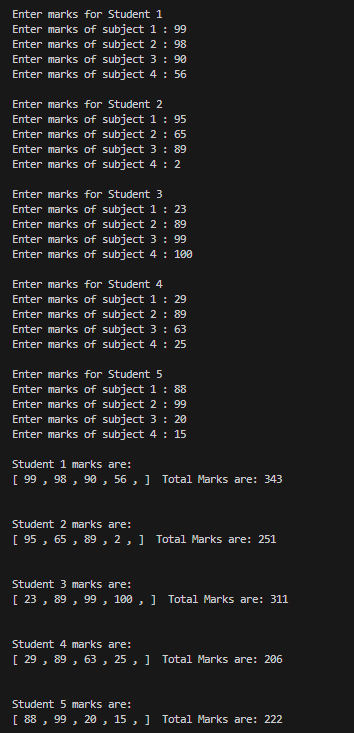 Enter marks for Student 1
Enter marks of subject 1 : 99
Enter marks of subject 2 : 98
Enter marks of subject 3 : 90
Enter marks of subject 4 : 56
Enter marks for Student 2
Enter marks of subject 1 : 95
Enter marks of subject 2 : 65
Enter marks of subject 3 : 89
Enter marks of subject 4 : 2
Enter marks for Student 3
Enter marks of subject 1 : 23
Enter marks of subject 2 : 89
Enter marks of subject 3 : 99
Enter marks of subject 4 : 100
Enter marks for Student 4
Enter marks of subject 1 : 29
Enter marks of subject 2 : 89
Enter marks of subject 3 : 63
Enter marks of subject 4 : 25
Enter marks for Student 5
Enter marks of subject 1 : 88
Enter marks of subject 2 : 99
Enter marks of subject 3 : 20
Enter marks of subject 4 : 15
Student 1 marks are:
[ 99 , 98 , 90 , 56 , ]  Total Marks are: 343
Student 2 marks are:
[ 95 , 65 , 89 , 2 , ]  Total Marks are: 251
Student 3 marks are:
[ 23 , 89 , 99 , 100 , ]  Total Marks are: 311
Student 4 marks are:
[ 29 , 89 , 63 , 25 , ]  Total Marks are: 206
Student 5 marks are:
[ 88 , 99 , 20 , 15 , ]  Total Marks are: 222